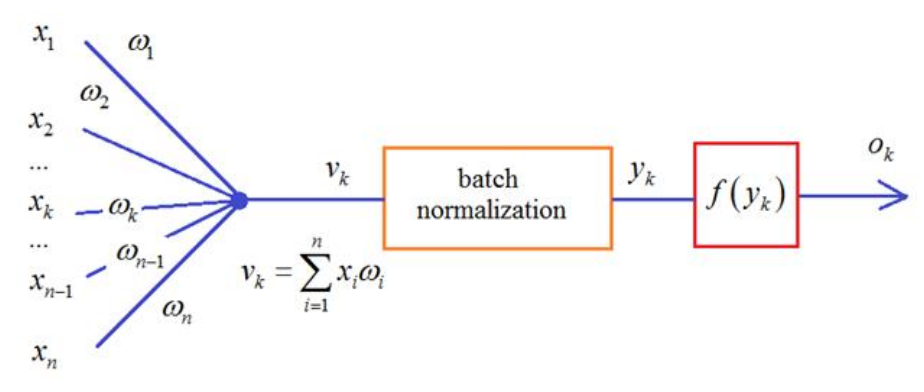 x₁
ω₁
ω₂
x₂
...
xₖ
ωₖ
...
ωₙ₋₁
xₙ₋₁
ωₙ
xₙ
vₖ
vₖ = ∑ᵢ₌₁ⁿ xᵢωᵢ
batch
normalization
yₖ
f(yₖ)
oₖ